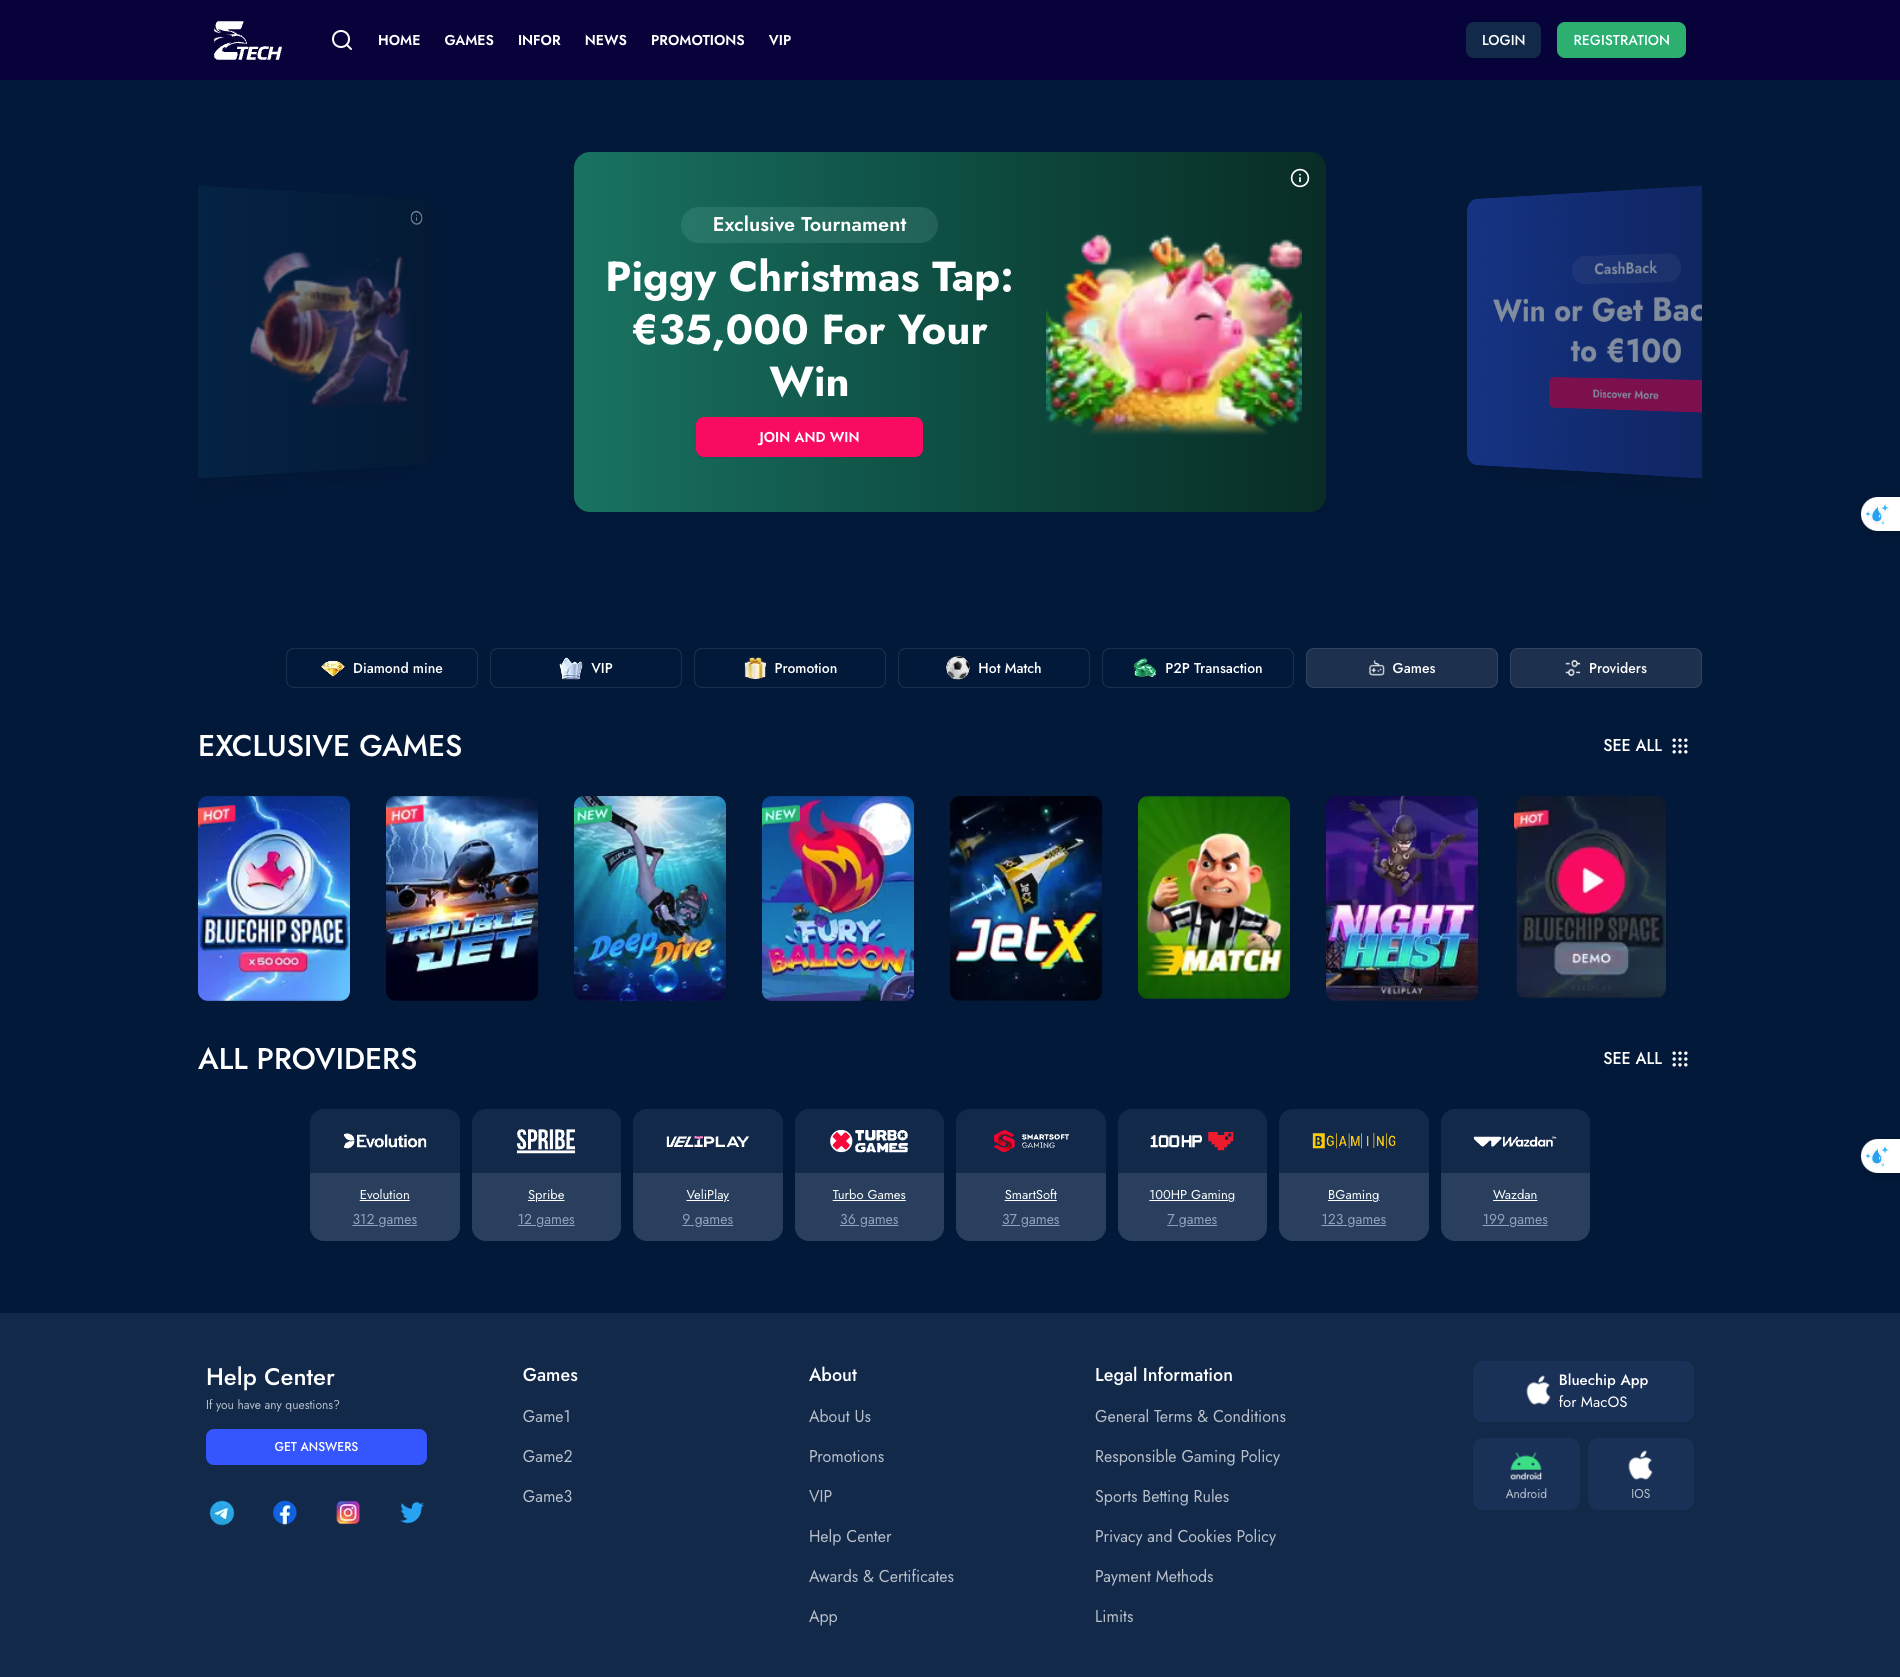 TECH
HOME
GAMES
INFOR
NEWS
PROMOTIONS
VIP
LOGIN
REGISTRATION
Exclusive Tournament
Piggy Christmas Tap:
€35,000 For Your
Win
JOIN AND WIN
CashBack
Win or Get Bac
to €100
Discover More
Diamond mine
VIP
Promotion
Hot Match
P2P Transaction
Games
Providers
EXCLUSIVE GAMES
SEE ALL
HOT
BLUECHIP SPACE
x50000
HOT
TROUBLE
JET
NEW
Deep
Dive
NEW
FURY
BALLOON
JetX
JetX
MATCH
NIGHT
HEIST
VELIPLAY
HOT
BLUECHIP SPACE
DEMO
ALL PROVIDERS
SEE ALL
Evolution
SPRIBE
VELIPLAY
TURBO
GAMES
SMARTSOFT
GAMING
100HP
BGAMING
Wazdan
Evolution
312 games
Spribe
12 games
VeliPlay
9 games
Turbo Games
36 games
SmartSoft
37 games
100HP Gaming
7 games
BGaming
123 games
Wazdan
199 games
Help Center
If you have any questions?
GET ANSWERS
Games
Game1
Game2
Game3
About
About Us
Promotions
VIP
Help Center
Awards & Certificates
App
Legal Information
General Terms & Conditions
Responsible Gaming Policy
Sports Betting Rules
Privacy and Cookies Policy
Payment Methods
Limits
Bluechip App
for MacOS
android
Android
IOS